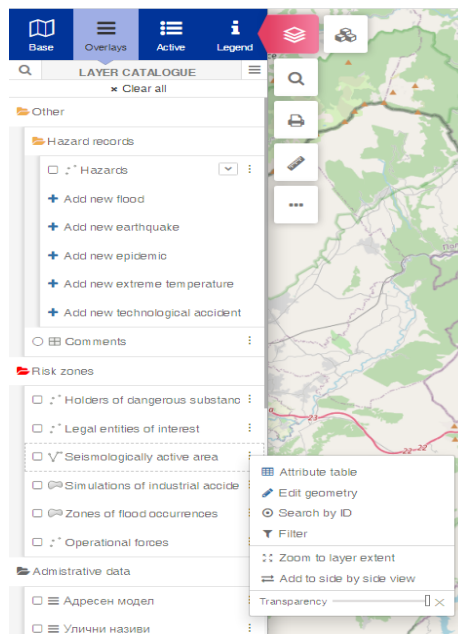 Base
Overlays
Active
Legend
LAYER CATALOGUE
× Clear all
Other
Hazard records
Hazards
Add new flood
Add new earthquake
Add new epidemic
Add new extreme temperature
Add new technological accident
Comments
Risk zones
Holders of dangerous substanc
Legal entities of interest
Seismologically active area
Simulations of industrial accide
Zones of flood occurrences
Operational forces
Admistrative data
Адресен модел
Улични називи
Attribute table
Edit geometry
Search by ID
Filter
Zoom to layer extent
Add to side by side view
Transparency
23
22
22